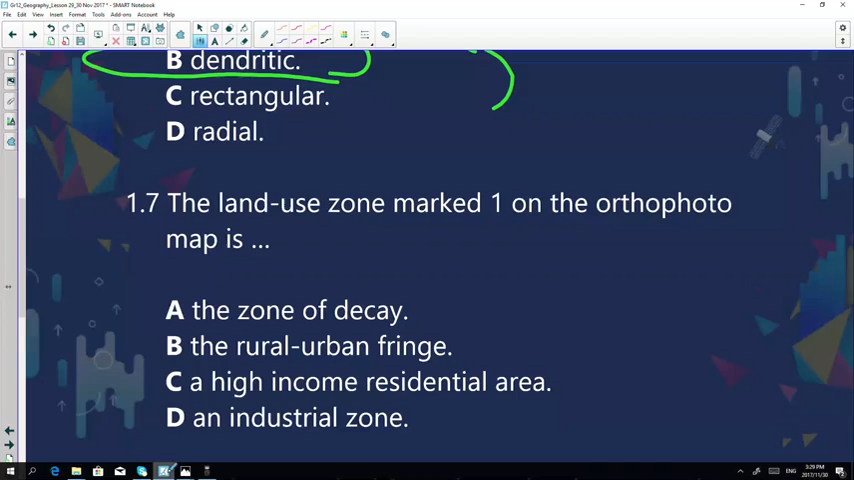 Gr12_Geography_Lesson 29_30 Nov 2017 * - SMART Notebook
File Edit View Insert Format Tools Add-ons Account Help
B dendritic.
C rectangular.
D radial.
1.7 The land-use zone marked 1 on the orthophoto
map is ...
A the zone of decay.
B the rural-urban fringe.
C a high income residential area.
D an industrial zone.
ENG
3:29 PM
2017/11/30